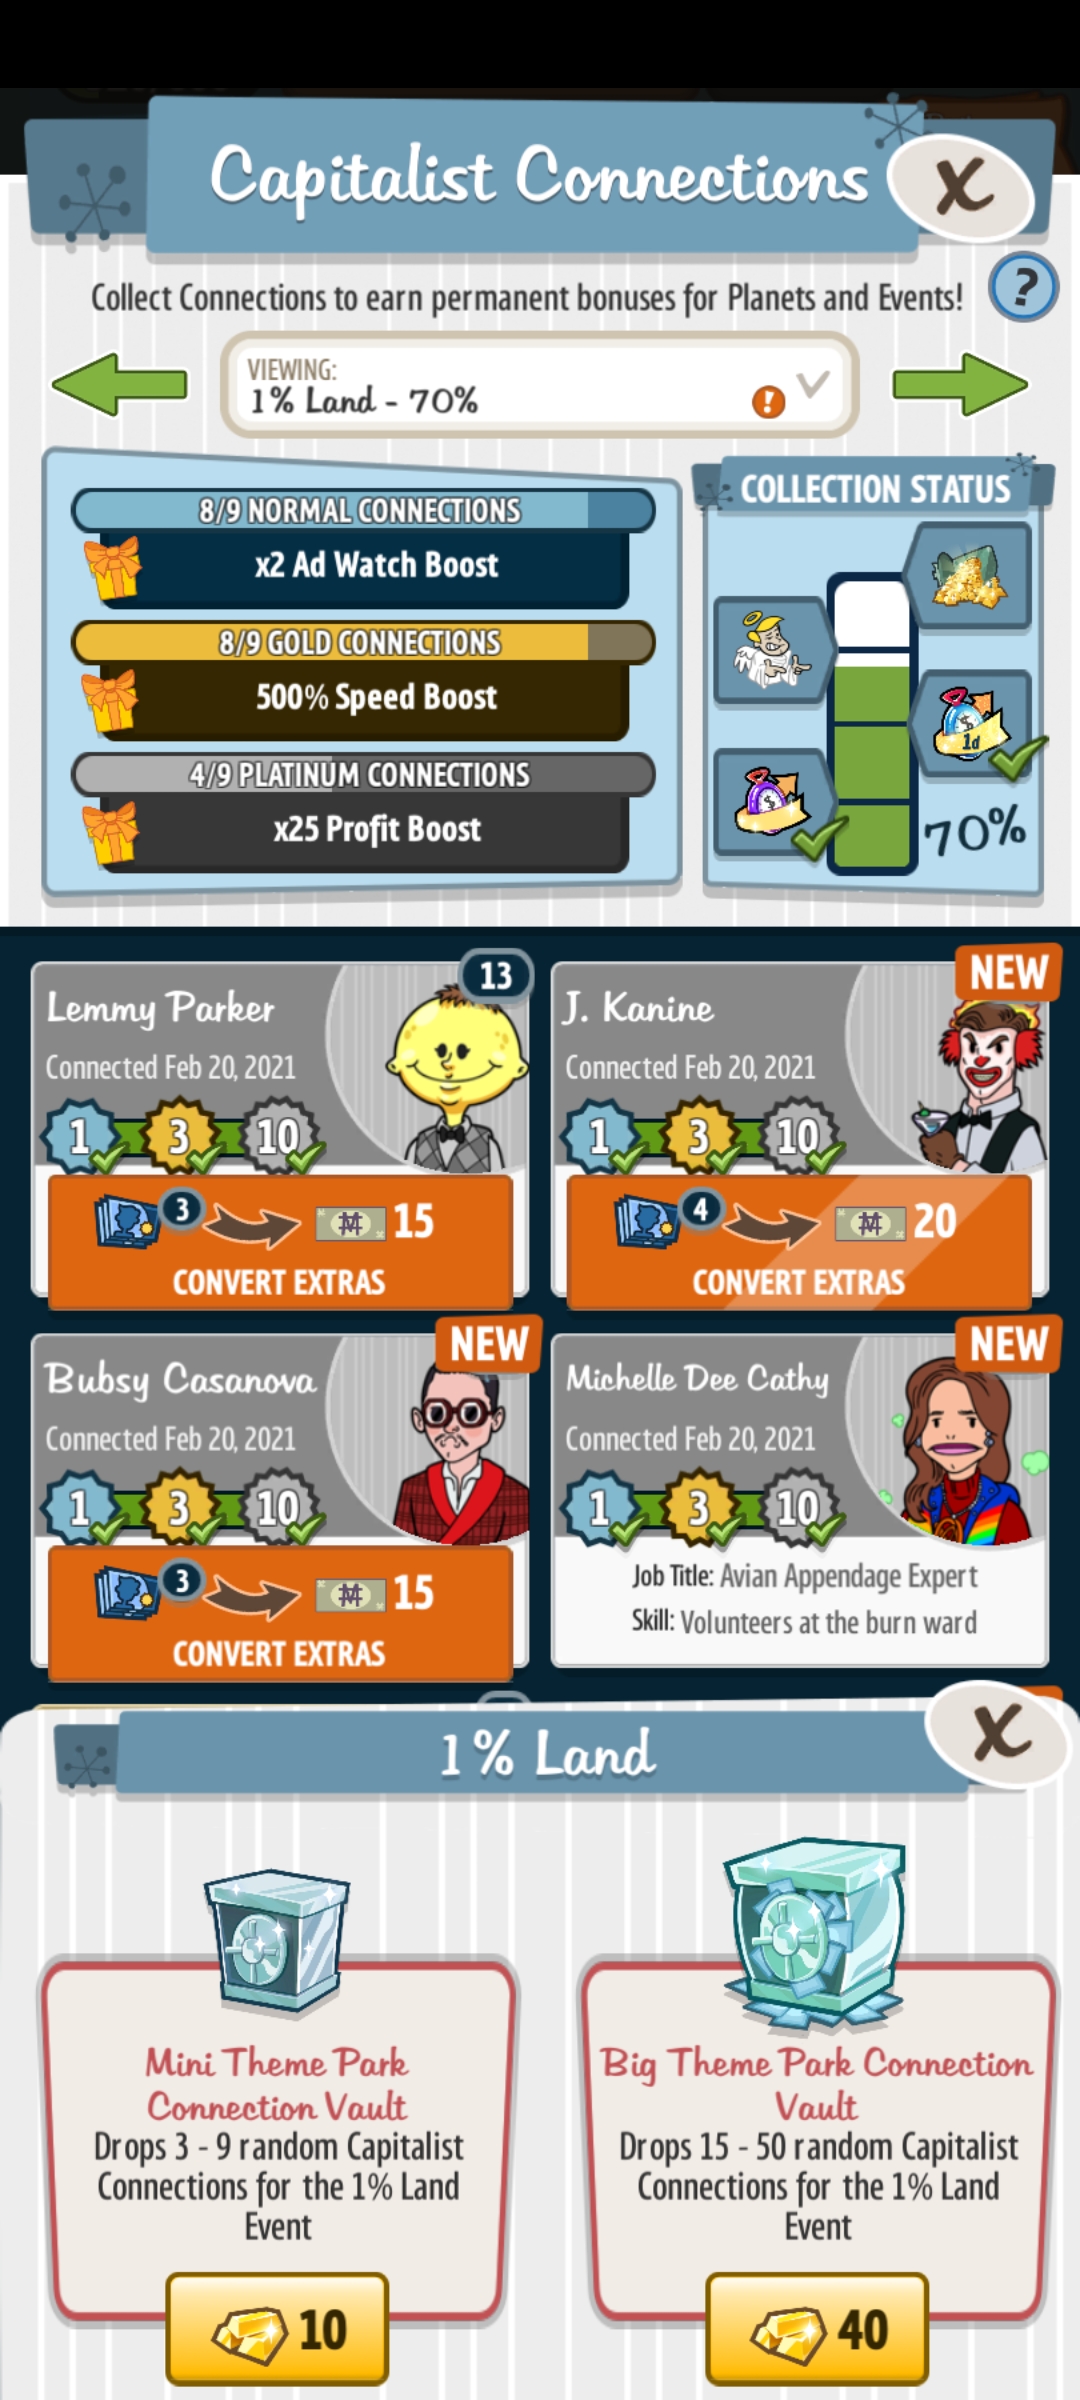 Capitalist Connections
X
Collect Connections to earn permanent bonuses for Planets and Events!
?
VIEWING:
1% Land - 70%
!
8/9 NORMAL CONNECTIONS
x2 Ad Watch Boost
8/9 GOLD CONNECTIONS
500% Speed Boost
4/9 PLATINUM CONNECTIONS
x25 Profit Boost
COLLECTION STATUS
$
1d
$
70%
Lemmy Parker
13
Connected Feb 20, 2021
1 3 10
3 15
CONVERT EXTRAS
J. Kanine
NEW
Connected Feb 20, 2021
1 3 10
4 20
CONVERT EXTRAS
Bubsy Casanova
NEW
Connected Feb 20, 2021
1 3 10
3 15
CONVERT EXTRAS
Michelle Dee Cathy
NEW
Connected Feb 20, 2021
1 3 10
Job Title: Avian Appendage Expert
Skill: Volunteers at the burn ward
1% Land
X
Mini Theme Park
Connection Vault
Drops 3 - 9 random Capitalist
Connections for the 1% Land
Event
10
Big Theme Park Connection
Vault
Drops 15 - 50 random Capitalist
Connections for the 1% Land
Event
40